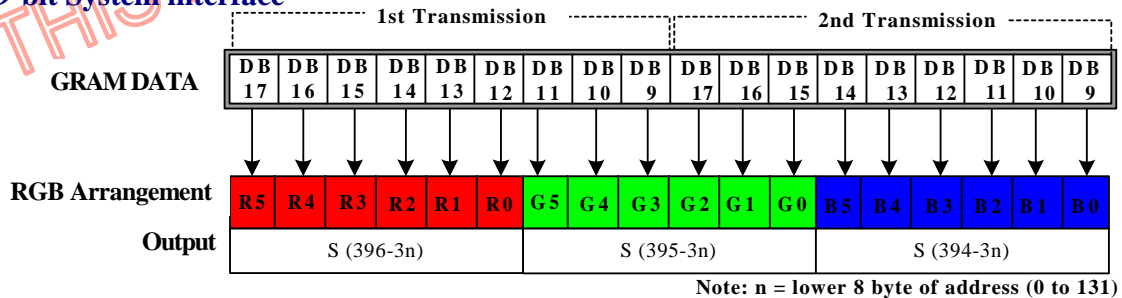 -bit System interface
THIS
1st Transmission 2nd Transmission
GRAM DATA
DB DB DB DB DB DB DB DB DB DB DB DB DB DB DB DB DB DB
17 16 15 14 13 12 11 10 9 17 16 15 14 13 12 11 10 9
RGB Arrangement
R5 R4 R3 R2 R1 R0 G5 G4 G3 G2 G1 G0 B5 B4 B3 B2 B1 B0
Output
S (396-3n) S (395-3n) S (394-3n)
Note: n = lower 8 byte of address (0 to 131)